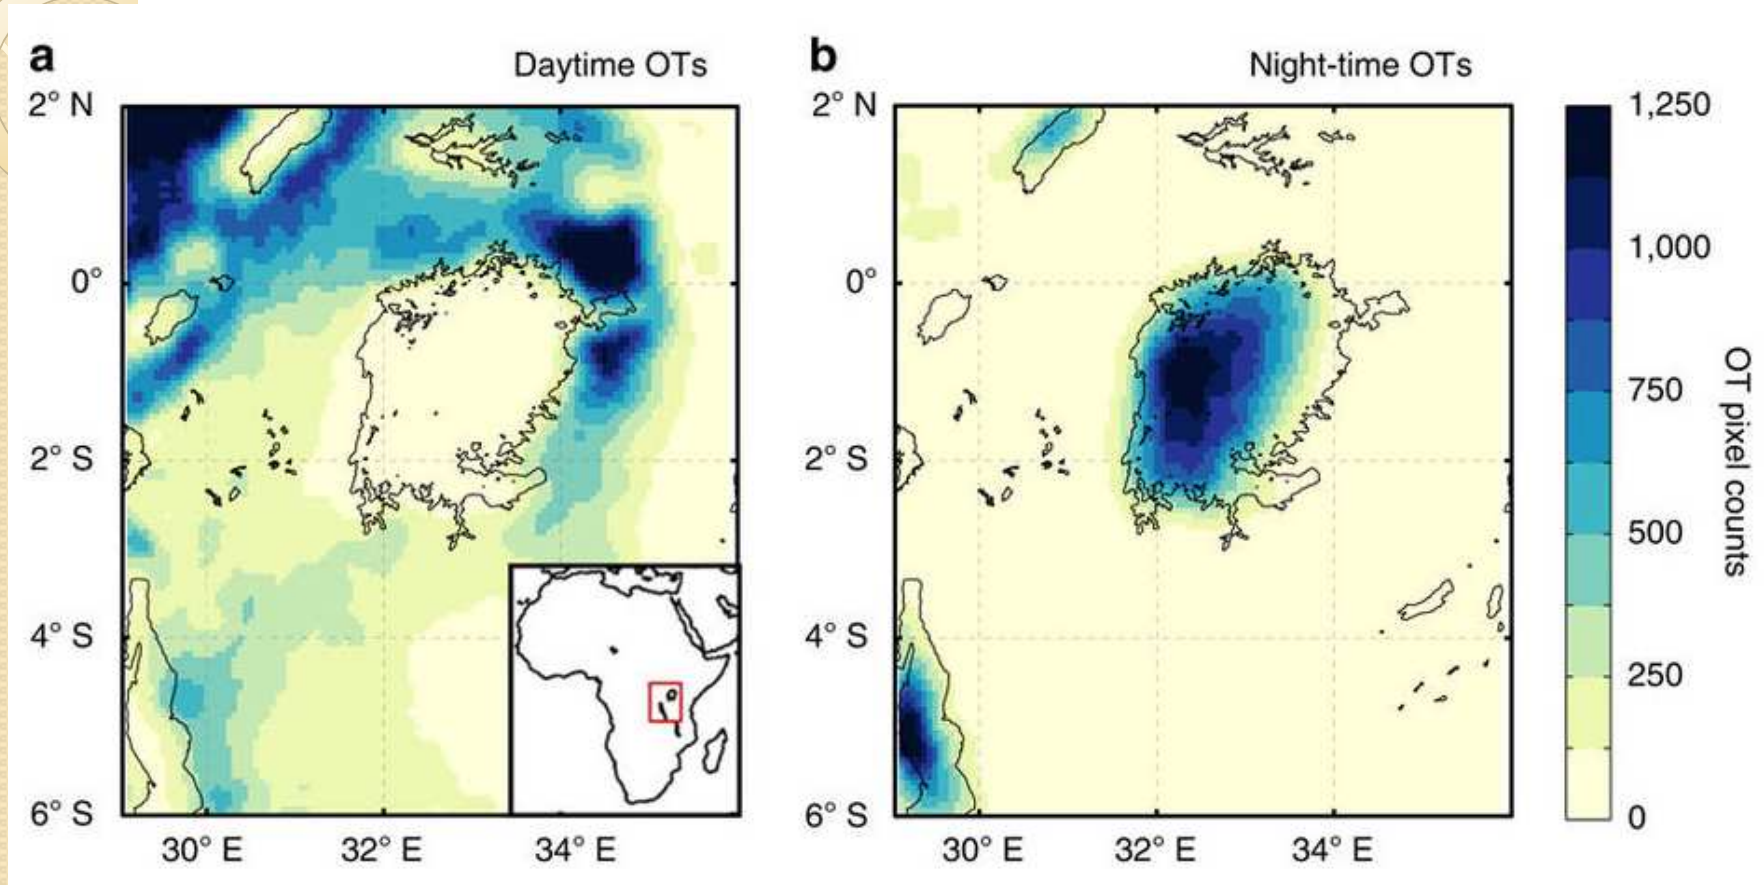 a
Daytime OTs
2° N
0°
2° S
4° S
6° S
30° E
32° E
34° E
b
Night-time OTs
2° N
0°
2° S
4° S
6° S
30° E
32° E
34° E
1,250
1,000
750
500
250
0
OT pixel counts